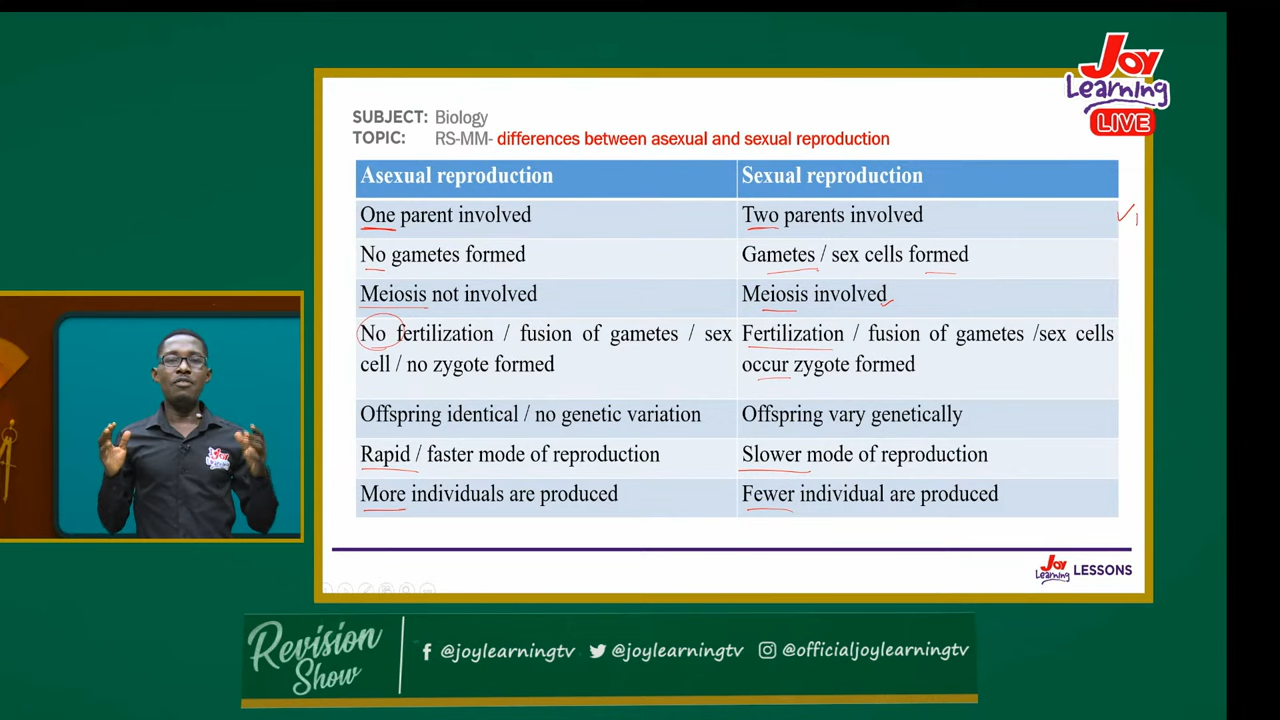 Joy
Learning
LIVE
SUBJECT: Biology
TOPIC: RS-MM- differences between asexual and sexual reproduction
Asexual reproduction
Sexual reproduction
One parent involved
Two parents involved
No gametes formed
Gametes / sex cells formed
Meiosis not involved
Meiosis involved
No fertilization / fusion of gametes / sex
cell / no zygote formed
Fertilization / fusion of gametes /sex cells
occur zygote formed
Offspring identical / no genetic variation
Offspring vary genetically
Rapid / faster mode of reproduction
Slower mode of reproduction
More individuals are produced
Fewer individual are produced
Joy
Learning
LESSONS
Joy
Learning
Revision
Show
@joylearningtv
@joylearningtv
@officialjoylearningtv